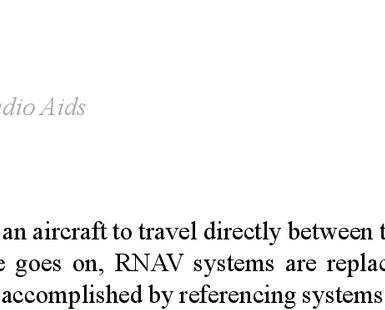 dio Aids
an aircraft to travel directly between
goes on, RNAV systems are replac
accomplished by referencing systems